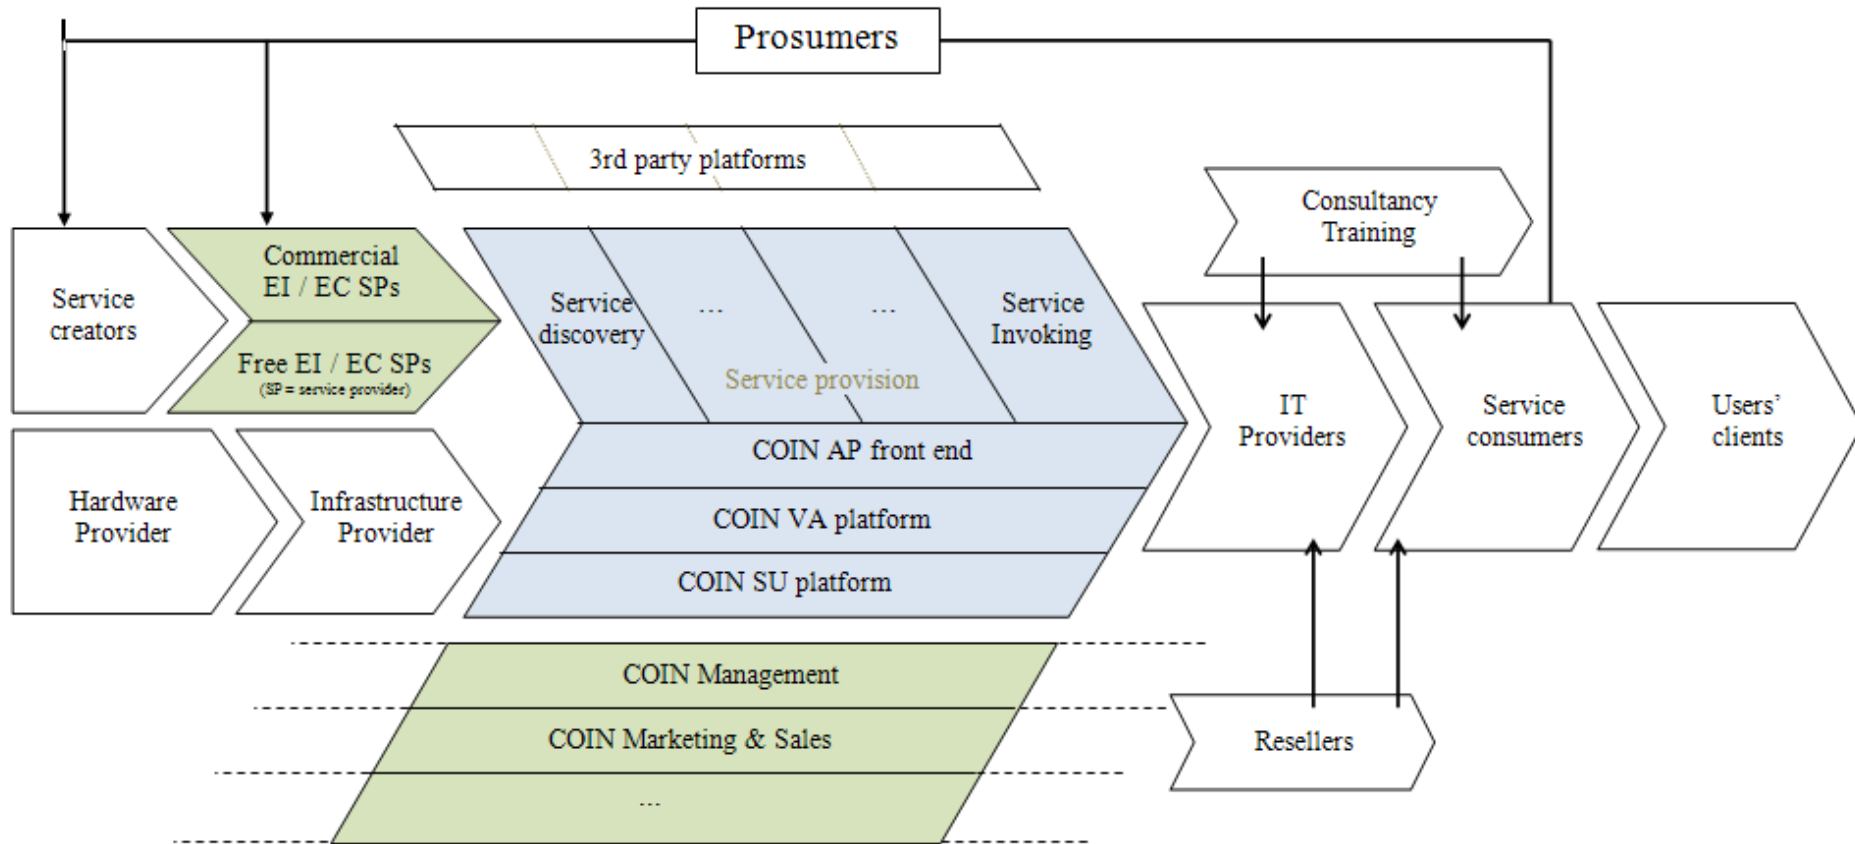 Prosumers
3rd party platforms
Consultancy
Training
Service
creators
Commercial
EI / EC SPs
Free EI / EC SPs
(SP = service provider)
Service
discovery
...
...
Service
Invoking
Service provision
IT
Providers
Service
consumers
Users’
clients
Hardware
Provider
Infrastructure
Provider
COIN AP front end
COIN VA platform
COIN SU platform
COIN Management
COIN Marketing & Sales
...
Resellers